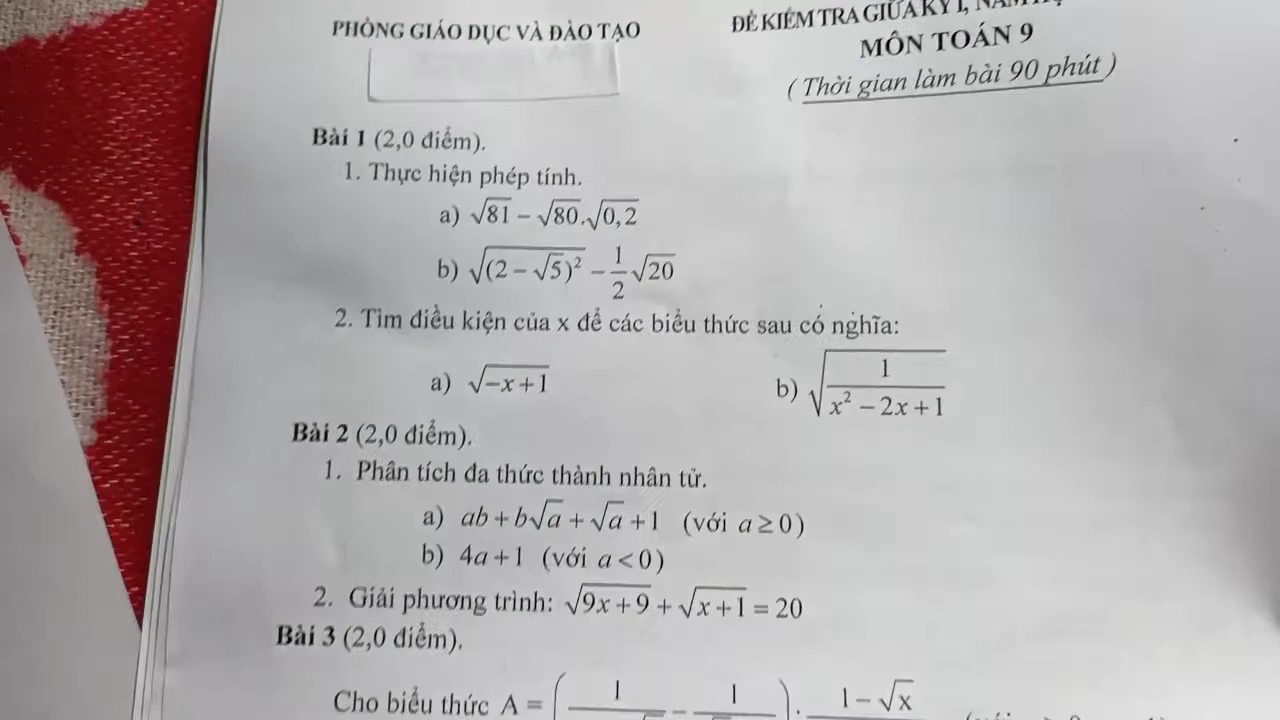 PHÒNG GIÁO DỤC VÀ ĐÀO TẠO
ĐỀ KIỂM TRA GIỮA KỲ I,
MÔN TOÁN 9
( Thời gian làm bài 90 phút )
Bài 1 (2,0 điểm).
1. Thực hiện phép tính.
a) √81 − √80.√0,2
b) √((2 − √5)²) − 1/2 √20
2. Tìm điều kiện của x để các biểu thức sau có nghĩa:
a) √(−x + 1) b) √(1/(x² − 2x + 1))
Bài 2 (2,0 điểm).
1. Phân tích đa thức thành nhân tử.
a) ab + b√a + √a + 1 (với a ≥ 0)
b) 4a + 1 (với a < 0)
2. Giải phương trình: √(9x + 9) + √(x + 1) = 20
Bài 3 (2,0 điểm).
Cho biểu thức A = ( 1 − 1 ). 1 − √x